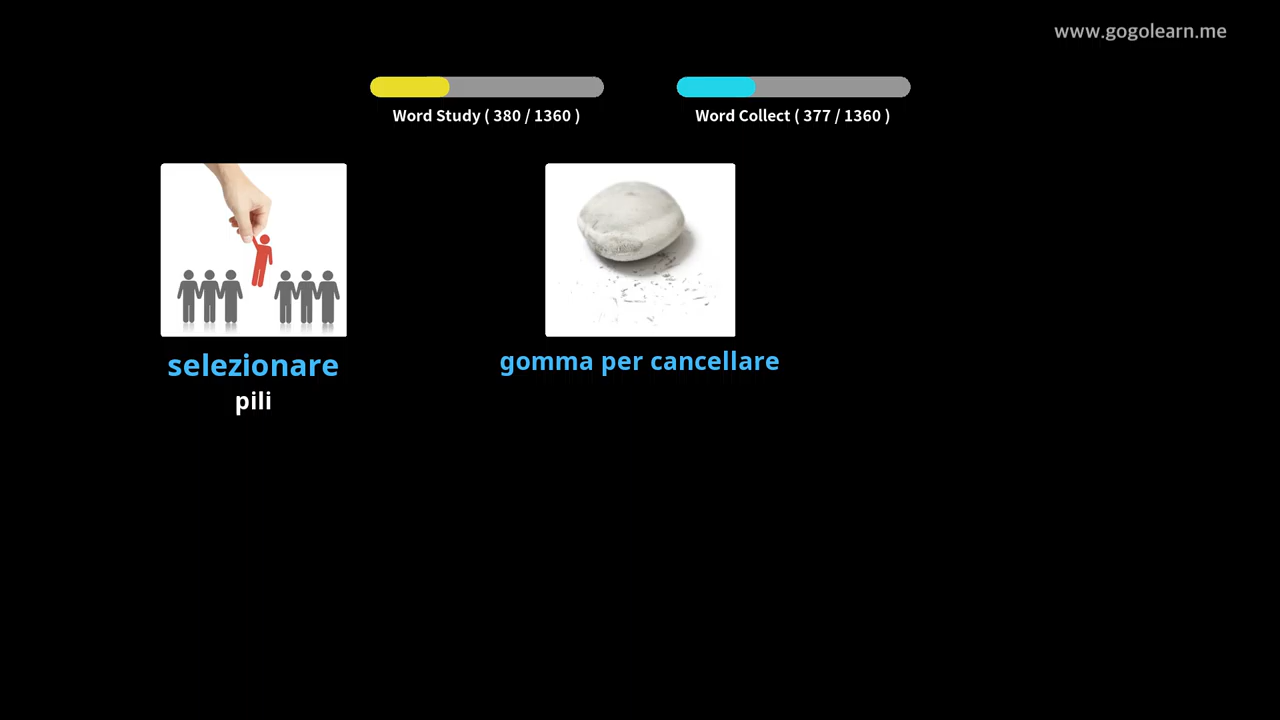 www.gogolearn.me
Word Study ( 380 / 1360 )
Word Collect ( 377 / 1360 )
selezionare
pili
gomma per cancellare